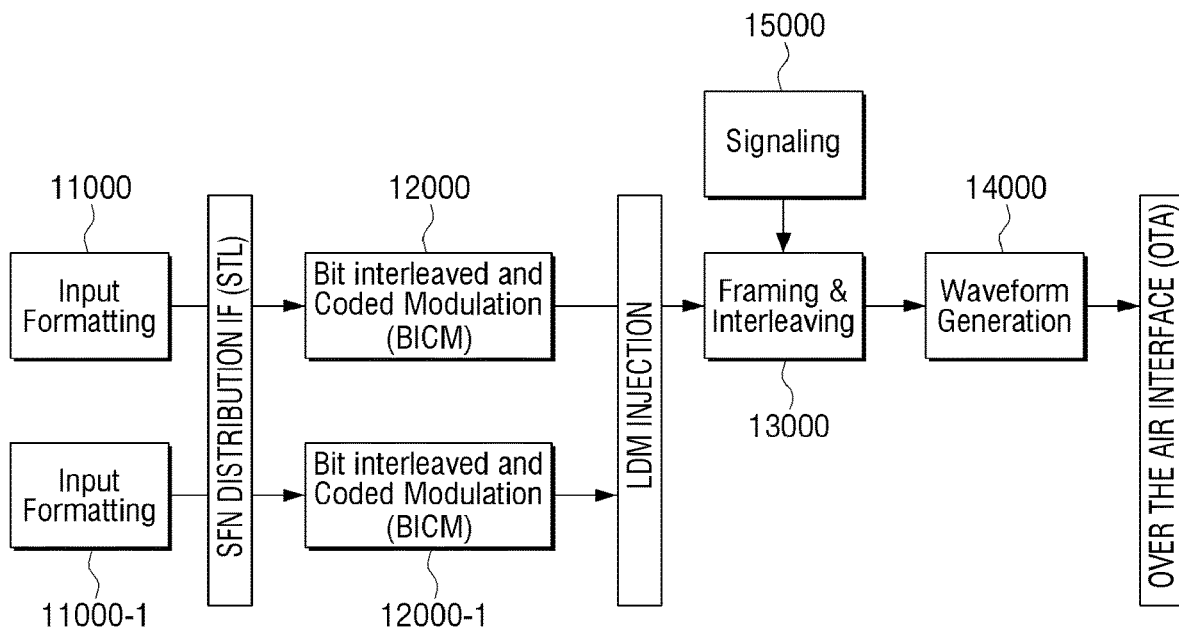 15000
Signaling
11000
12000
14000
Input
Formatting
SFN DISTRIBUTION IF (STL)
Bit interleaved and
Coded Modulation
(BICM)
LDM INJECTION
Framing &
Interleaving
Waveform
Generation
OVER THE AIR INTERFACE (OTA)
13000
Input
Formatting
Bit interleaved and
Coded Modulation
(BICM)
11000-1
12000-1